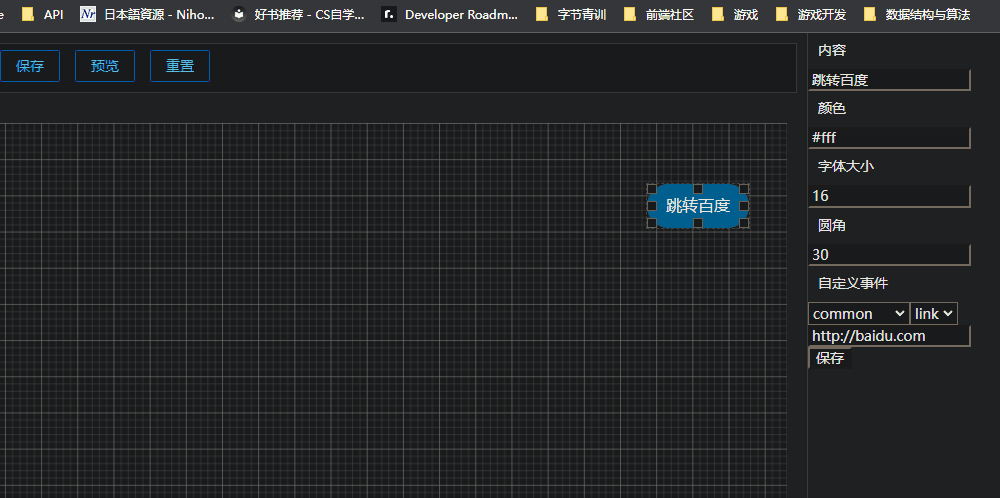 e API 日本語資源 - Niho... 好书推荐 - CS自学... Developer Roadm... 字节青训 前端社区 游戏 游戏开发 数据结构与算法
保存 预览 重置
内容
跳转百度
颜色
#fff
字体大小
16
跳转百度
圆角
30
自定义事件
common link
http://baidu.com
保存